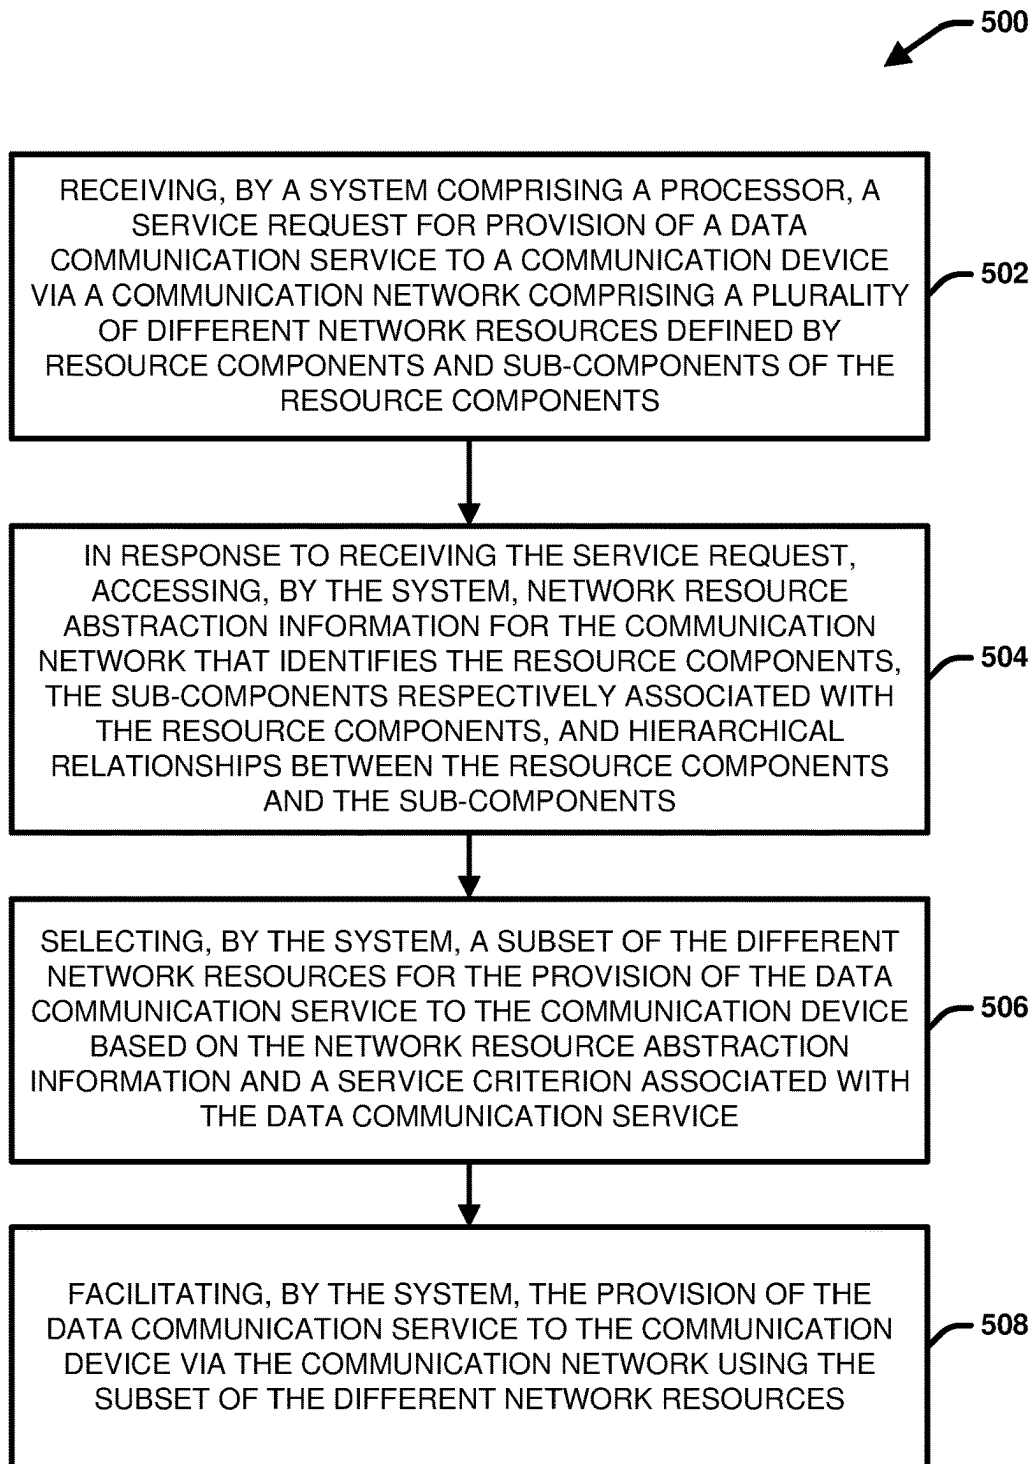 500
RECEIVING, BY A SYSTEM COMPRISING A PROCESSOR, A
SERVICE REQUEST FOR PROVISION OF A DATA
COMMUNICATION SERVICE TO A COMMUNICATION DEVICE
VIA A COMMUNICATION NETWORK COMPRISING A PLURALITY
OF DIFFERENT NETWORK RESOURCES DEFINED BY
RESOURCE COMPONENTS AND SUB-COMPONENTS OF THE
RESOURCE COMPONENTS
502
IN RESPONSE TO RECEIVING THE SERVICE REQUEST,
ACCESSING, BY THE SYSTEM, NETWORK RESOURCE
ABSTRACTION INFORMATION FOR THE COMMUNICATION
NETWORK THAT IDENTIFIES THE RESOURCE COMPONENTS,
THE SUB-COMPONENTS RESPECTIVELY ASSOCIATED WITH
THE RESOURCE COMPONENTS, AND HIERARCHICAL
RELATIONSHIPS BETWEEN THE RESOURCE COMPONENTS
AND THE SUB-COMPONENTS
504
SELECTING, BY THE SYSTEM, A SUBSET OF THE DIFFERENT
NETWORK RESOURCES FOR THE PROVISION OF THE DATA
COMMUNICATION SERVICE TO THE COMMUNICATION DEVICE
BASED ON THE NETWORK RESOURCE ABSTRACTION
INFORMATION AND A SERVICE CRITERION ASSOCIATED WITH
THE DATA COMMUNICATION SERVICE
506
FACILITATING, BY THE SYSTEM, THE PROVISION OF THE
DATA COMMUNICATION SERVICE TO THE COMMUNICATION
DEVICE VIA THE COMMUNICATION NETWORK USING THE
SUBSET OF THE DIFFERENT NETWORK RESOURCES
508